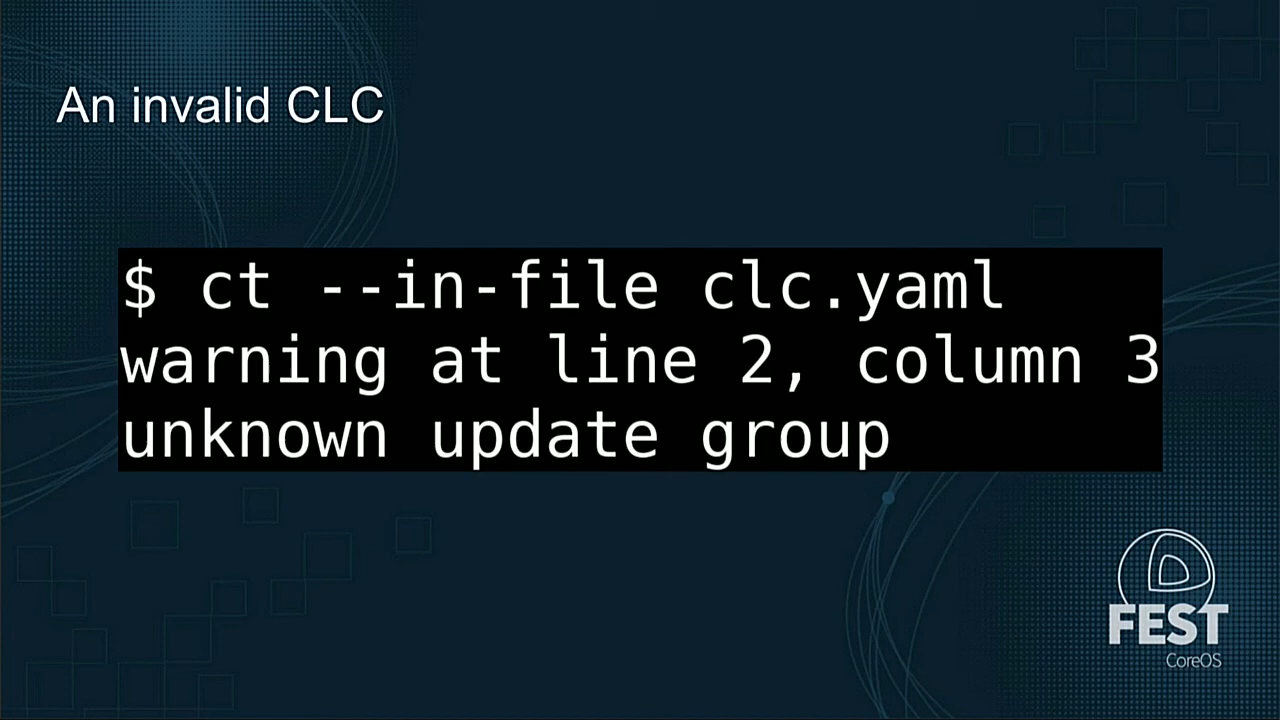 An invalid CLC
$ ct --in-file clc.yaml
warning at line 2, column 3
unknown update group
FEST
CoreOS